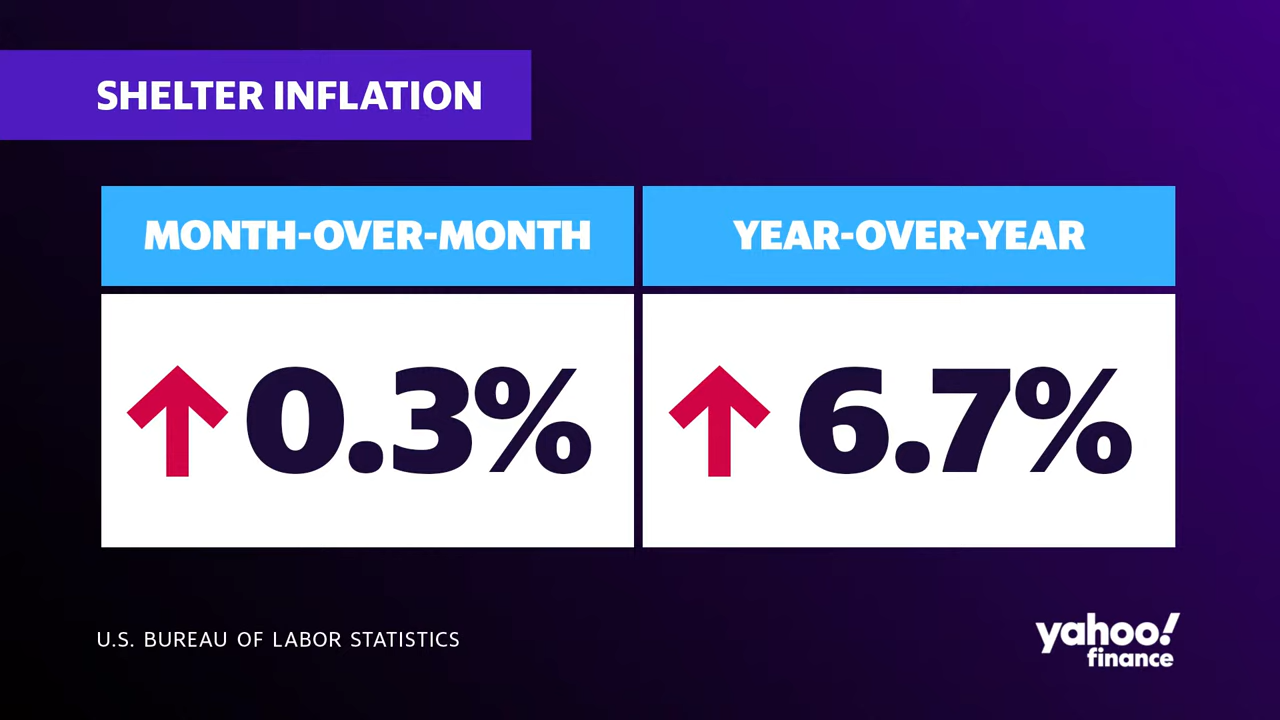 SHELTER INFLATION
MONTH-OVER-MONTH
YEAR-OVER-YEAR
↑ 0.3%
↑ 6.7%
U.S. BUREAU OF LABOR STATISTICS
yahoo!
finance